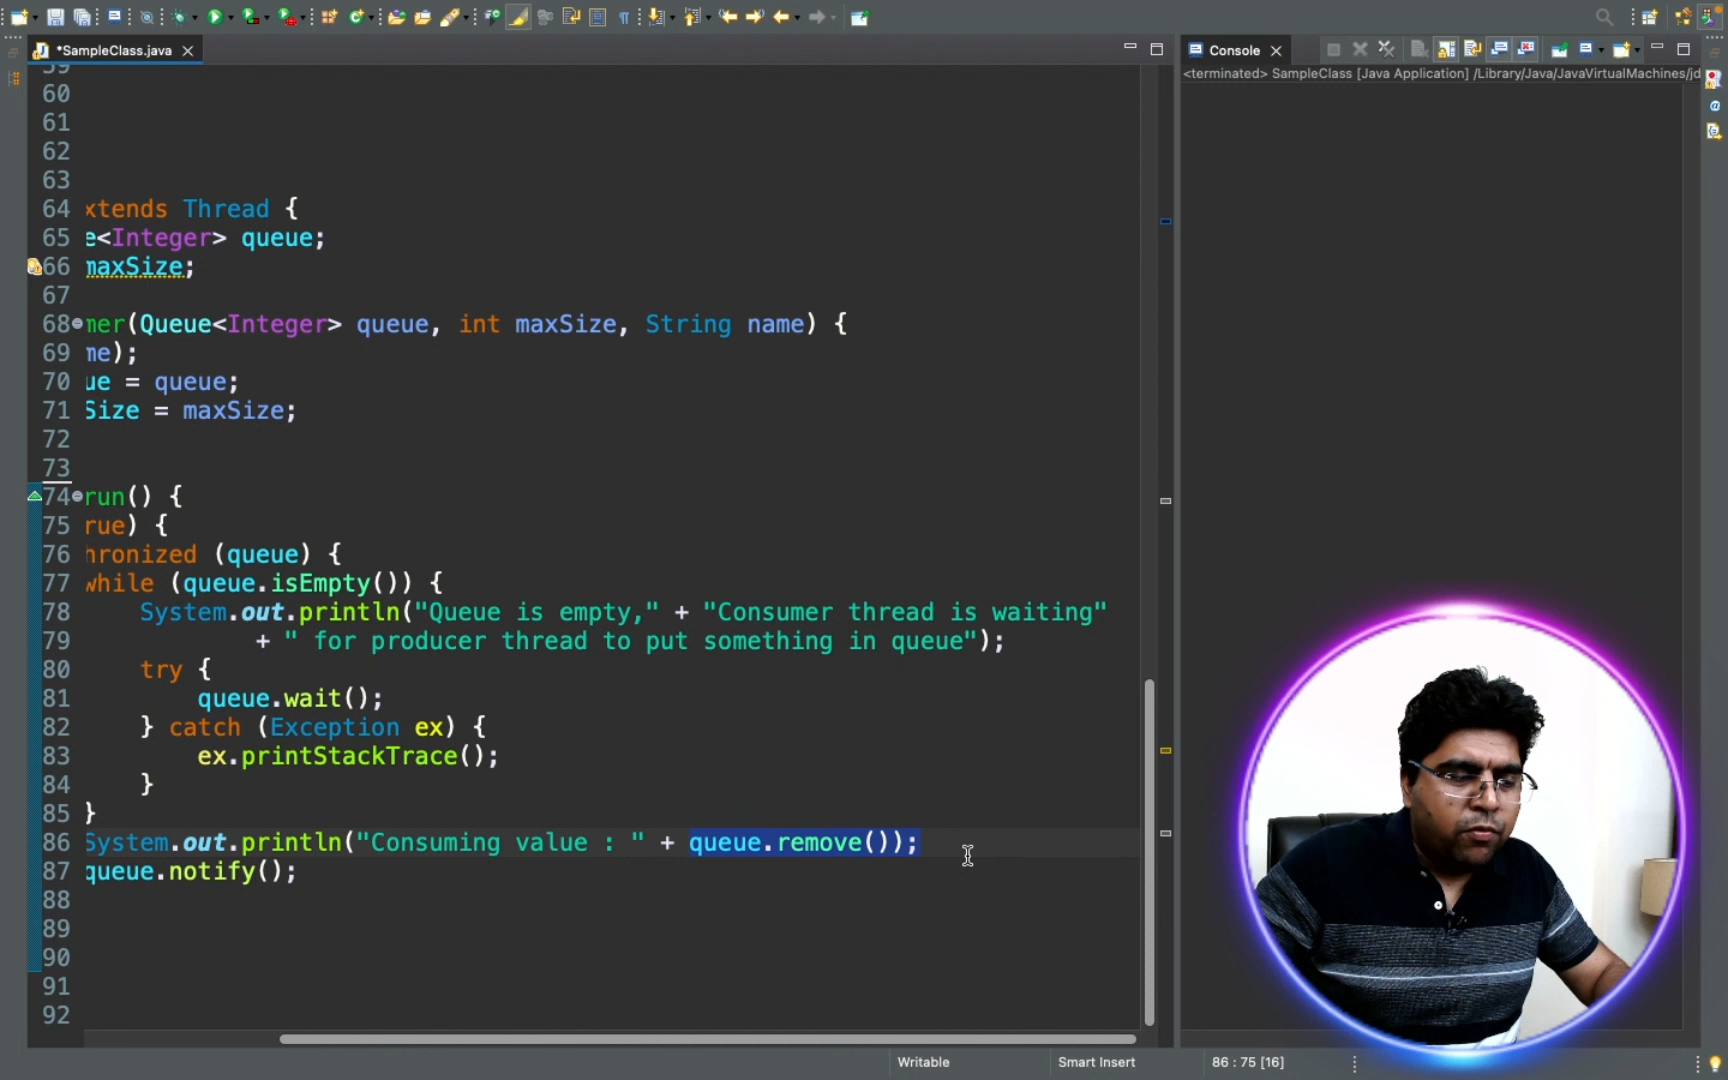 *SampleClass.java
Console
<terminated> SampleClass [Java Application] /Library/Java/JavaVirtualMachines/jd
59
60
61
62
63
64 xtends Thread {
65 e<Integer> queue;
66 maxSize;
67
68 mer(Queue<Integer> queue, int maxSize, String name) {
69 me);
70 ue = queue;
71 Size = maxSize;
72
73
74 run() {
75 rue) {
76 hronized (queue) {
77 while (queue.isEmpty()) {
78 System.out.println("Queue is empty," + "Consumer thread is waiting"
79 + " for producer thread to put something in queue");
80 try {
81 queue.wait();
82 } catch (Exception ex) {
83 ex.printStackTrace();
84 }
85 }
86 System.out.println("Consuming value : " + queue.remove());
87 queue.notify();
88
89
90
91
92
Writable
Smart Insert
86 : 75 [16]